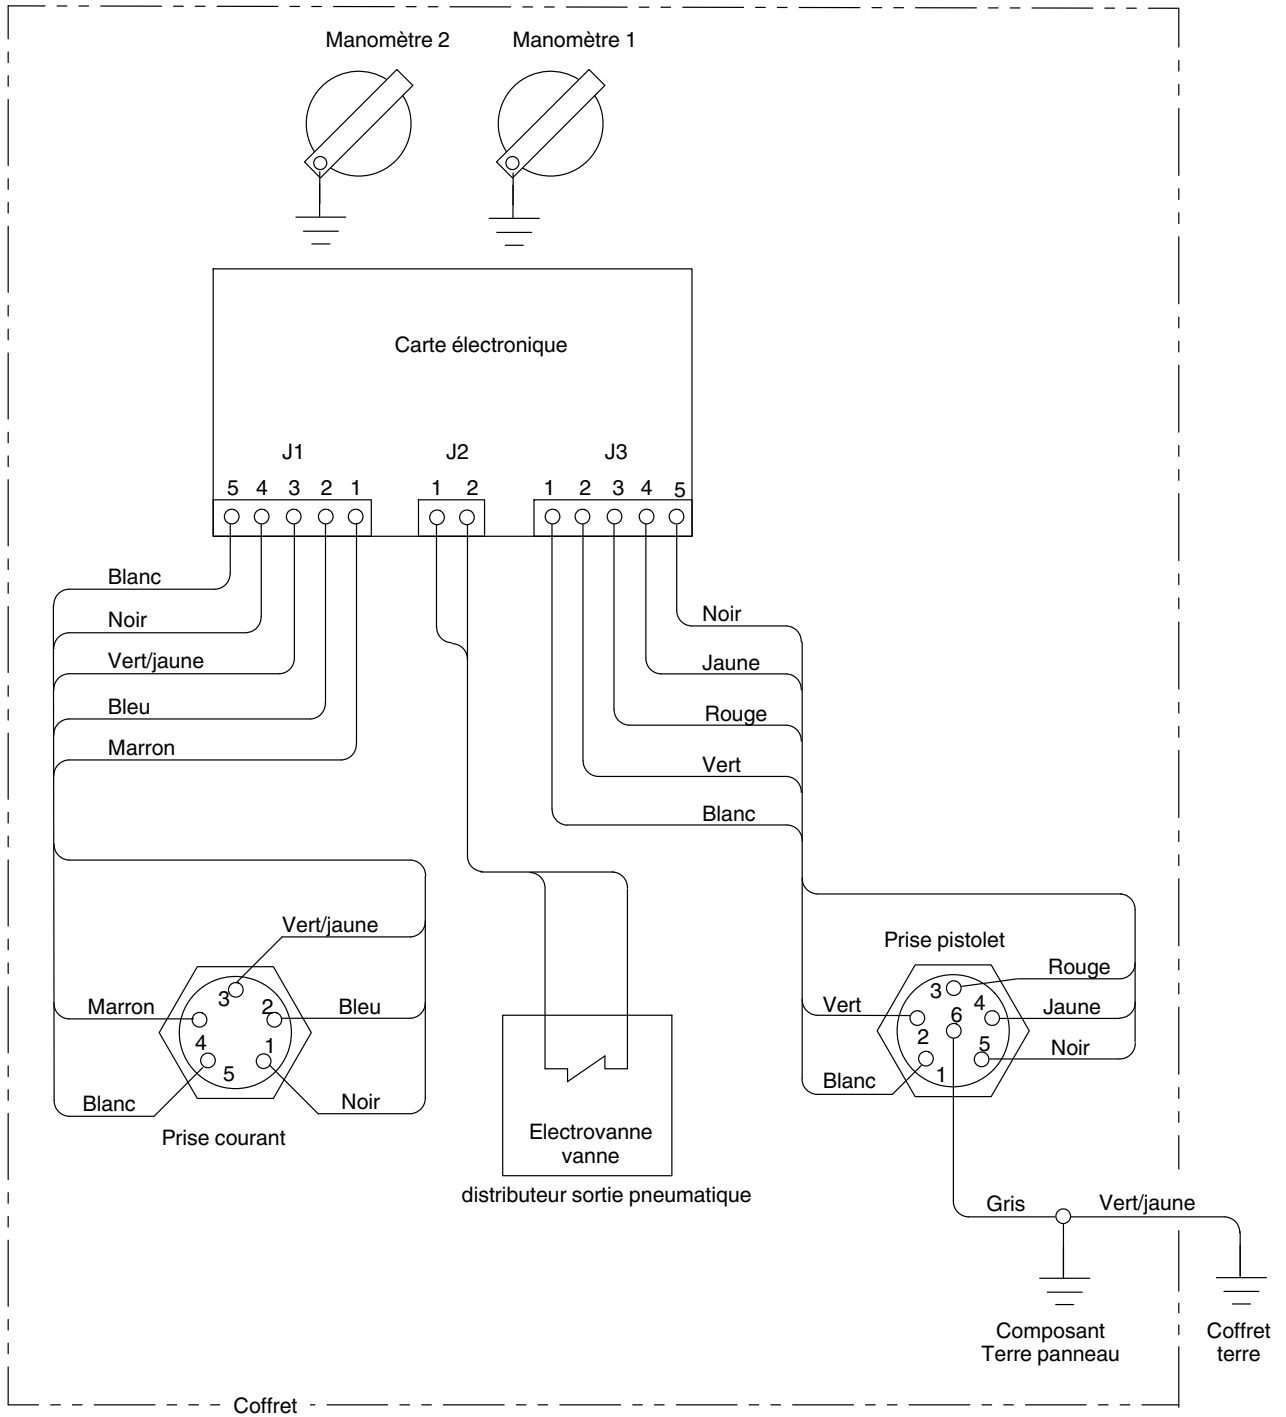 Manomètre 2 Manomètre 1
Carte électronique
J1 J2 J3
5 4 3 2 1 1 2 1 2 3 4 5
Blanc
Noir
Vert/jaune
Bleu
Marron
Noir
Jaune
Rouge
Vert
Blanc
Vert/jaune
Marron
Bleu
Blanc
Noir
3
2
4
1
5
Prise courant
Electrovanne
vanne
distributeur sortie pneumatique
Prise pistolet
Rouge
Vert
Jaune
Noir
Blanc
3
4
6
2
5
1
Gris
Vert/jaune
Composant
Terre panneau
Coffret
terre
Coffret